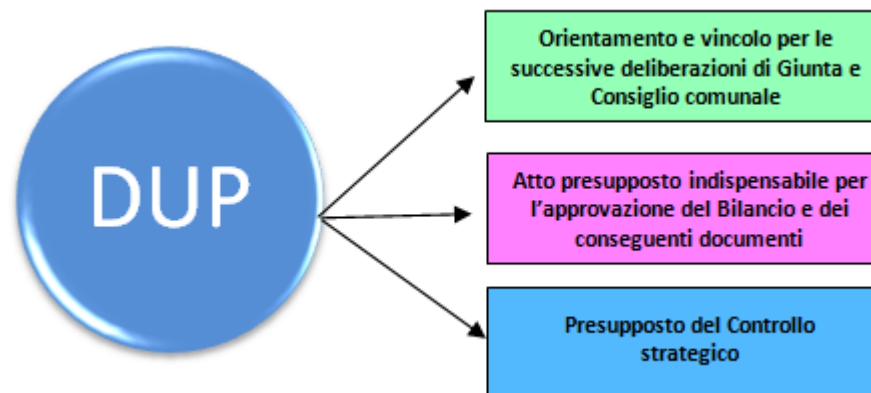 DUP
Orientamento e vincolo per le
successive deliberazioni di Giunta e
Consiglio comunale
Atto presupposto indispensabile per
l'approvazione del Bilancio e dei
conseguenti documenti
Presupposto del Controllo
strategico